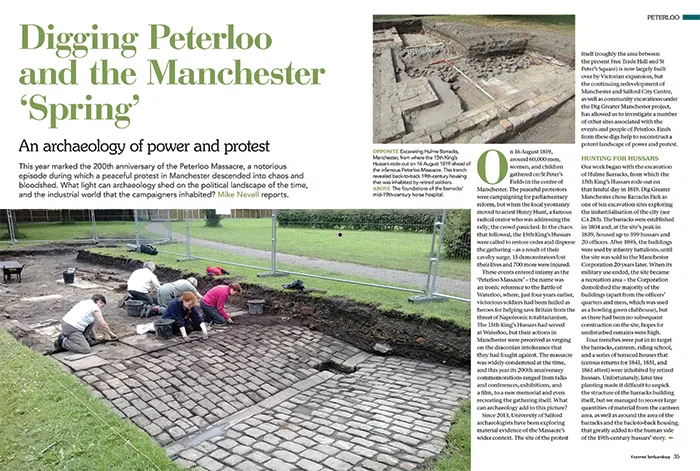 PETERLOO
Digging Peterloo
and the Manchester
‘Spring’
An archaeology of power and protest
This year marked the 200th anniversary of the Peterloo Massacre, a notorious
episode during which a peaceful protest in Manchester descended into chaos and
bloodshed. What light can archaeology shed on the political landscape of the time,
and the industrial world that the campaigners inhabited? Mike Nevell reports.
OPPOSITE Excavating Hulme Barracks,
Manchester, from where the 15th King's
Hussars rode out on 16 August 1819 ahead of
the infamous Peterloo Massacre. This trench
revealed back-to-back 19th-century housing
that was inhabited by retired soldiers.
ABOVE The foundations of the barracks'
mid-19th-century horse hospital.
On 16 August 1819,
around 60,000 men,
women, and children
gathered on St Peter's
Fields in the centre of
Manchester. The peaceful protestors
were campaigning for parliamentary
reform, but when the local yeomanry
moved to arrest Henry Hunt, a famous
radical orator who was addressing the
rally, the crowd panicked. In the chaos
that followed, the 15th King's Hussars
were called to restore order and disperse
the gathering – as a result of their
cavalry surge, 15 demonstrators lost
their lives and 700 more were injured.
These events entered infamy as the
'Peterloo Massacre' – the name was
an ironic reference to the Battle of
Waterloo, where, just four years earlier,
victorious soldiers had been hailed as
heroes for helping save Britain from the
threat of Napoleonic totalitarianism.
The 15th King's Hussars had served
at Waterloo, but their actions in
Manchester were perceived as verging
on the draconian intolerance that
they had fought against. The massacre
was widely condemned at the time,
and this year its 200th anniversary
commemorations ranged from talks
and conferences, exhibitions, and
a film, to a new memorial and even
recreating the gathering itself. What
can archaeology add to this picture?
Since 2013, University of Salford
archaeologists have been exploring
material evidence of the Massacre's
wider context. The site of the protest
itself (roughly the area between
the present Free Trade Hall and St
Peter's Square) is now largely built
over by Victorian expansion, but
the continuing redevelopment of
Manchester and Salford City Centre,
as well as community excavations under
the Dig Greater Manchester project,
has allowed us to investigate a number
of other sites associated with the
events and people of Peterloo. Finds
from these digs help to reconstruct a
potent landscape of power and protest.
HUNTING FOR HUSSARS
Our work began with the excavation
of Hulme Barracks, from which the
15th King's Hussars rode out on
that fateful day in 1819. Dig Greater
Manchester chose Barracks Park as
one of ten excavation sites exploring
the industrialisation of the city (see
CA 283). The barracks were established
in 1804 and, at the site's peak in
1839, housed up to 399 hussars and
20 officers. After 1895, the buildings
were used by infantry battalions, until
the site was sold to the Manchester
Corporation 20 years later. When its
military use ended, the site became
a recreation area – the Corporation
demolished the majority of the
buildings (apart from the officers'
quarters and mess, which was used
as a bowling green clubhouse), but
as there had been no subsequent
construction on the site, hopes for
undisturbed remains were high.
Four trenches were put in to target
the barracks, canteen, riding school,
and a series of terraced houses that
(census returns for 1841, 1851, and
1861 attest) were inhabited by retired
hussars. Unfortunately, later tree
planting made it difficult to unpick
the structure of the barracks building
itself, but we managed to recover large
quantities of material from the canteen
area, as well as around the area of the
barracks and the back-to-back housing,
that greatly added to the human side
of the 19th-century hussars' story.
Current Archaeology 35